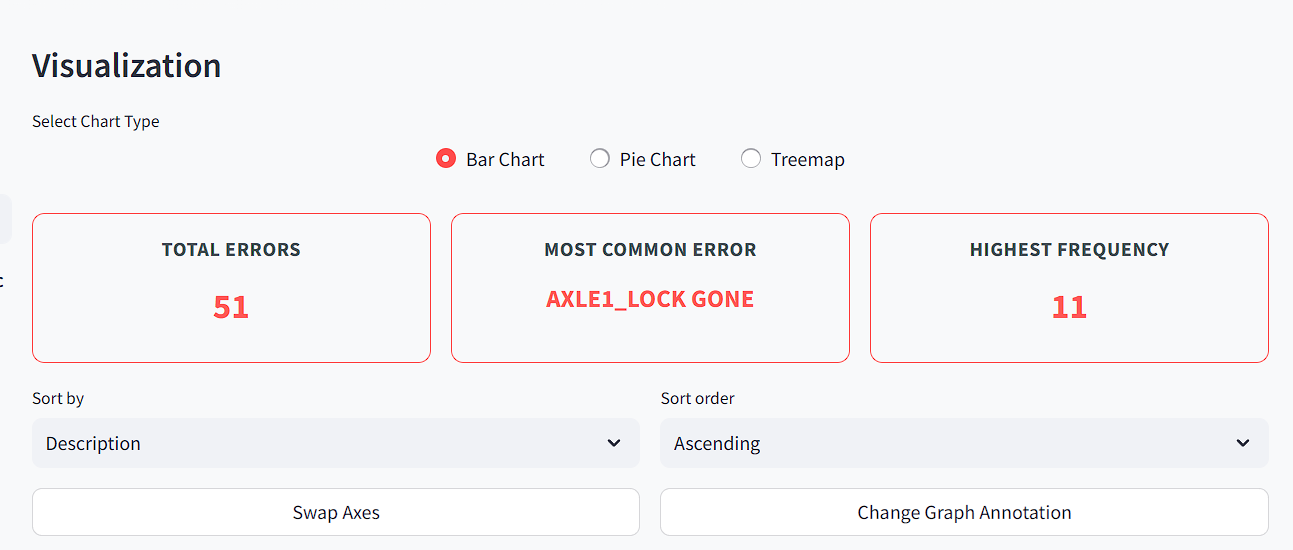 Visualization
Select Chart Type
Bar Chart
Pie Chart
Treemap
TOTAL ERRORS
MOST COMMON ERROR
HIGHEST FREQUENCY
51
AXLE1_LOCK GONE
11
Sort by
Sort order
Description
Ascending
Swap Axes
Change Graph Annotation